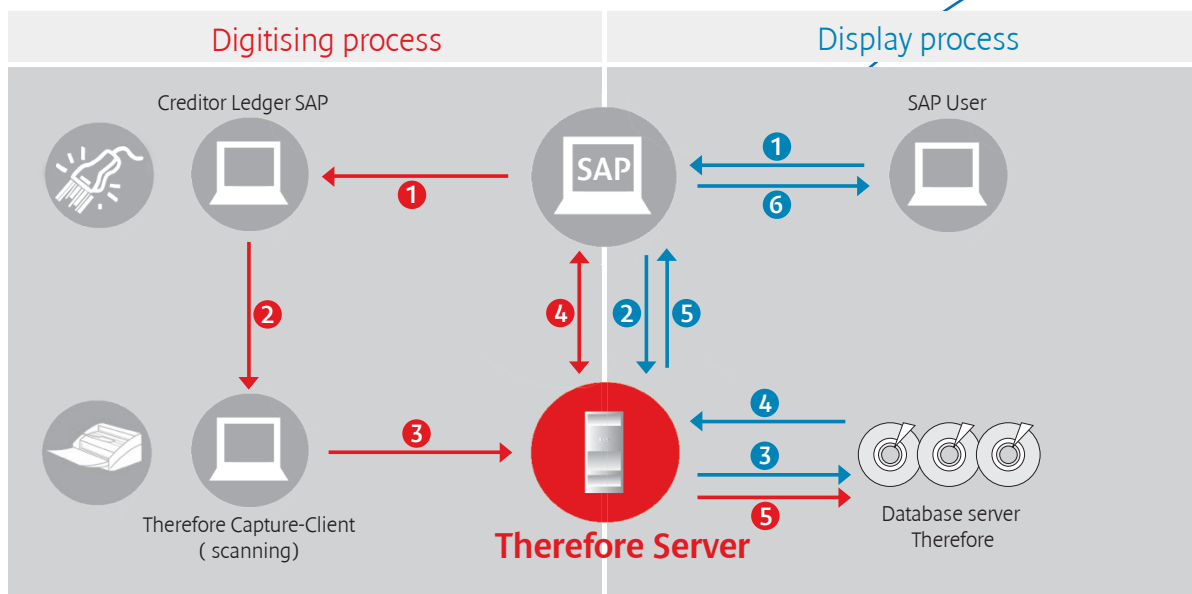 Digitising process
Display process
Creditor Ledger SAP
SAP User
SAP
1
1
6
2
4
2
5
3
4
3
5
Therefore Capture-Client
( scanning)
Therefore Server
Database server
Therefore